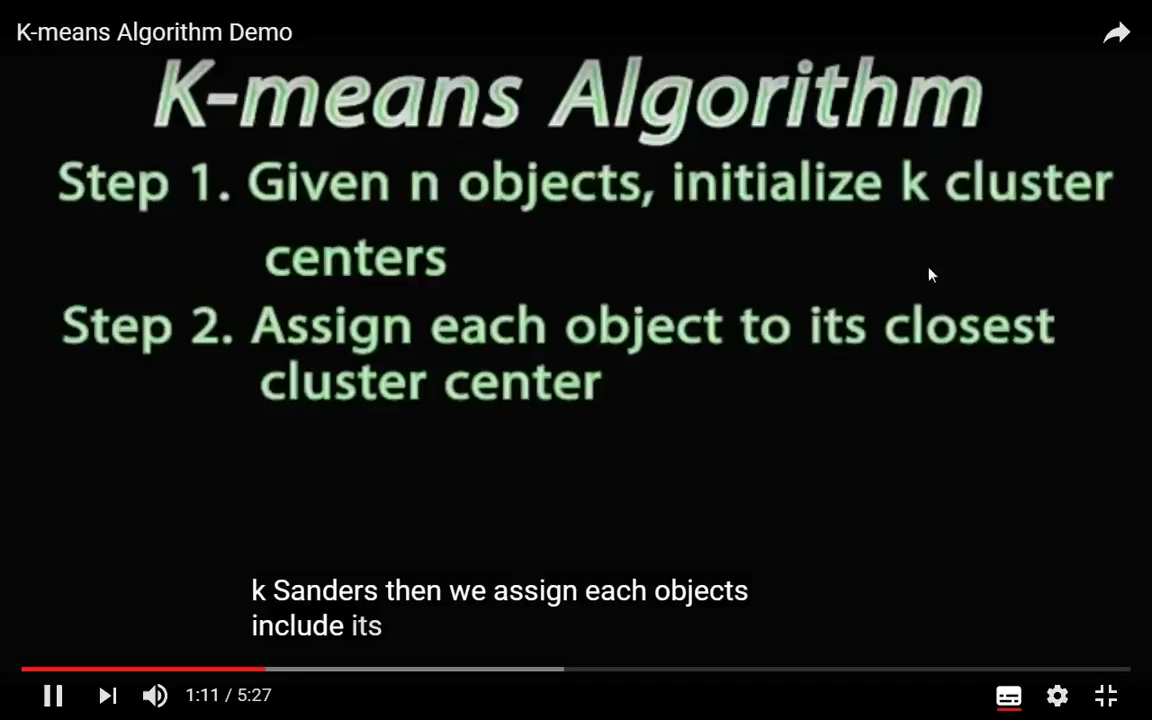 K-means Algorithm Demo
K-means Algorithm
Step 1. Given n objects, initialize k cluster
centers
Step 2. Assign each object to its closest
cluster center
k Sanders then we assign each objects
include its
1:11 / 5:27